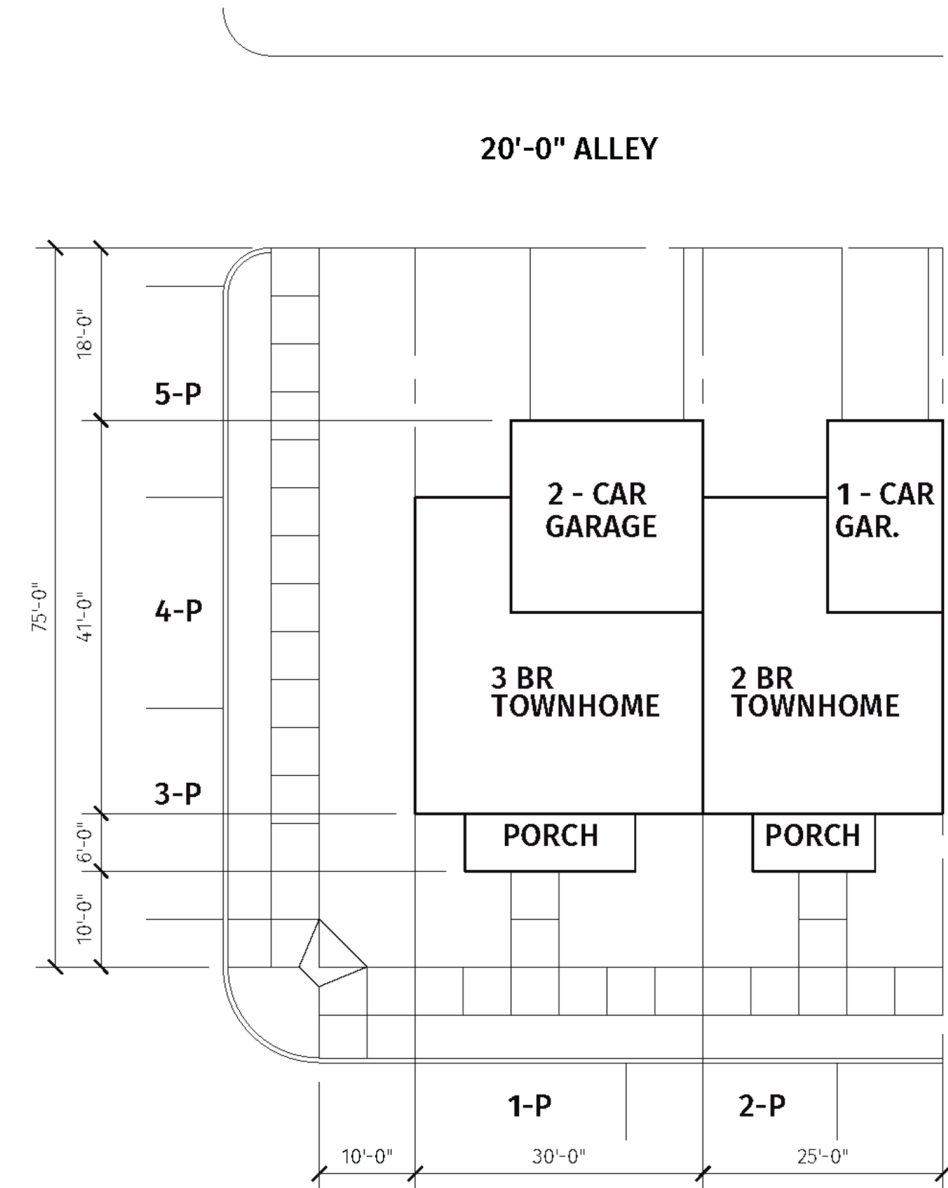 20'-0" ALLEY
18'-0"
5-P
2 - CAR
GARAGE
1 - CAR
GAR.
75'-0"
41'-0"
4-P
3 BR
TOWNHOME
2 BR
TOWNHOME
3-P
6'-0"
PORCH
PORCH
10'-0"
1-P
2-P
10'-0"
30'-0"
25'-0"